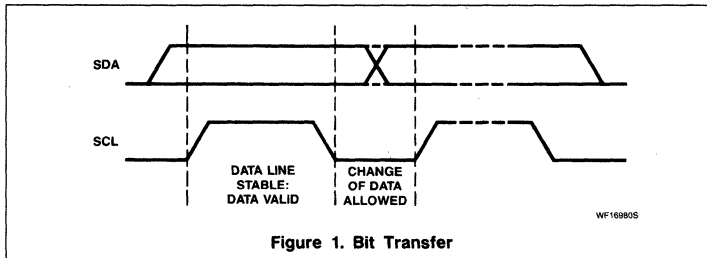 SDA
SCL
DATA LINE
STABLE:
DATA VALID
CHANGE
OF DATA
ALLOWED
WF16980S
Figure 1. Bit Transfer